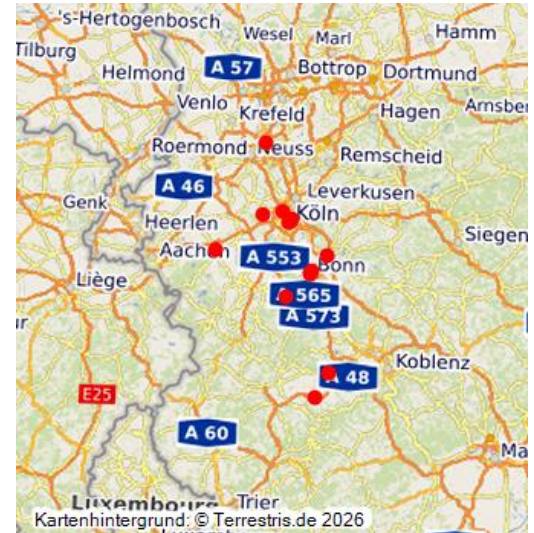 's-Hertogenbosch
Wesel
Marl
Hamm
Tilburg
Helmond
A 57
Bottrop
Dortmund
Venlo
Krefeld
Hagen
Arnsber
Roermond
Neuss
Remscheid
A 46
Leverkusen
Genk
Heerlen
Köln
Siegen
Aachen
A 553
Bonn
Liège
A 565
A 573
ur
Koblenz
A 48
E25
A 60
Ma
Luxembourg
Trier
Kartenhintergrund: © Terrestris.de 2026